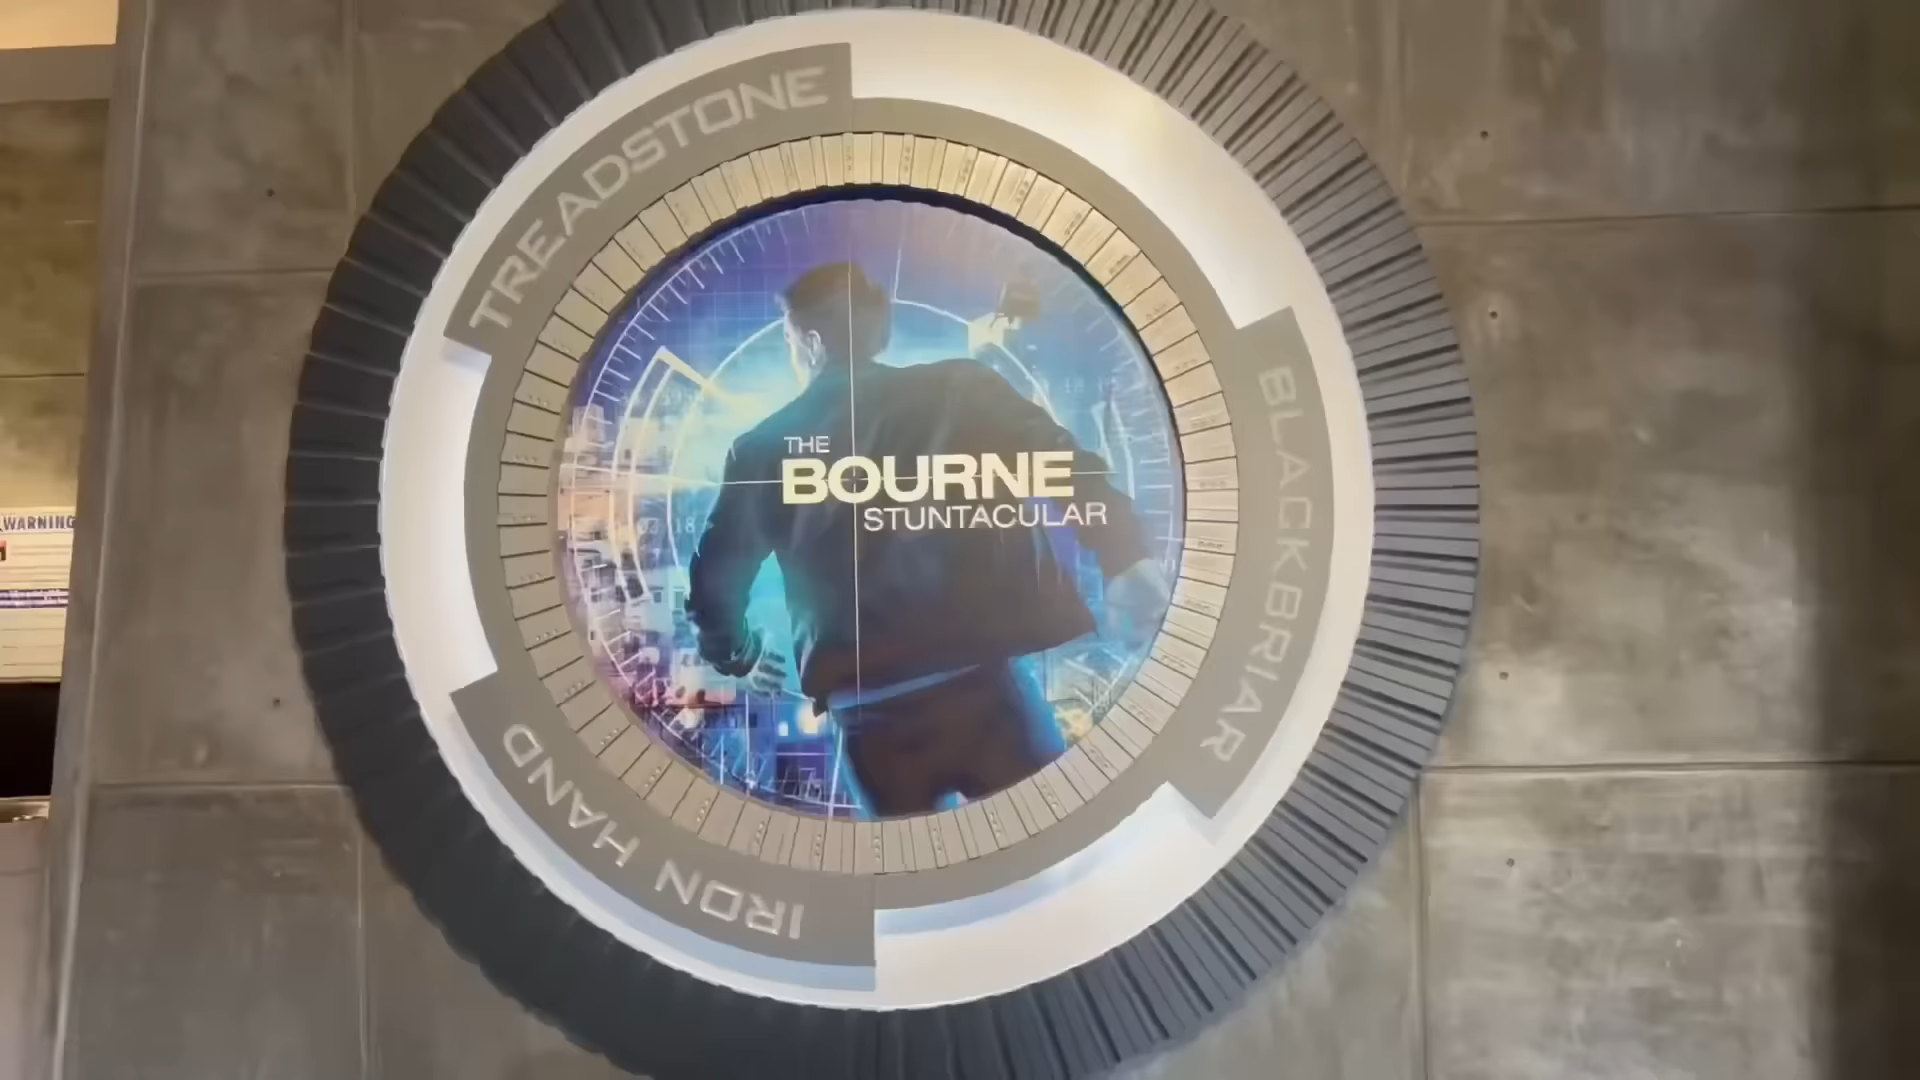 TREADSTONE
BLACKBRIAR
IRON HAND
THE
BOURNE
STUNTACULAR
WARNING